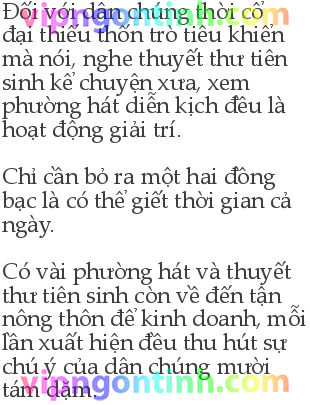 Đối với dân chúng thời cổ
vipngontinh.com
đại thiếu thốn trò tiêu khiển
mà nói, nghe thuyết thư tiên
sinh kể chuyện xưa, xem
phường hát diễn kịch đều là
hoạt động giải trí.
Chỉ cần bỏ ra một hai đồng
bạc là có thể giết thời gian cả
ngày.
Có vài phường hát và thuyết
thư tiên sinh còn về đến tận
nông thôn để kinh doanh, mỗi
lần xuất hiện đều thu hút sự
chú ý của dân chúng mười
tám dặm.
vipngontinh.com